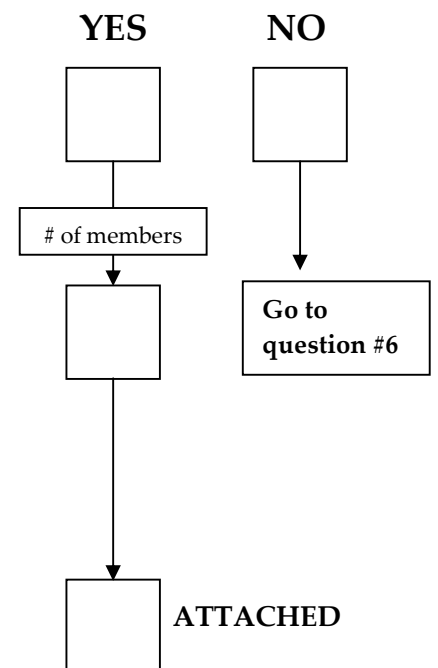 YES NO
# of members
Go to
question #6
ATTACHED